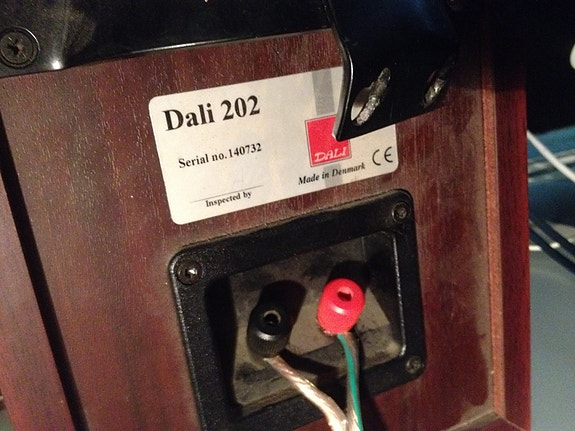 Dali 202
Serial no. 140732
DALI
CE
Made in Denmark
Inspected by